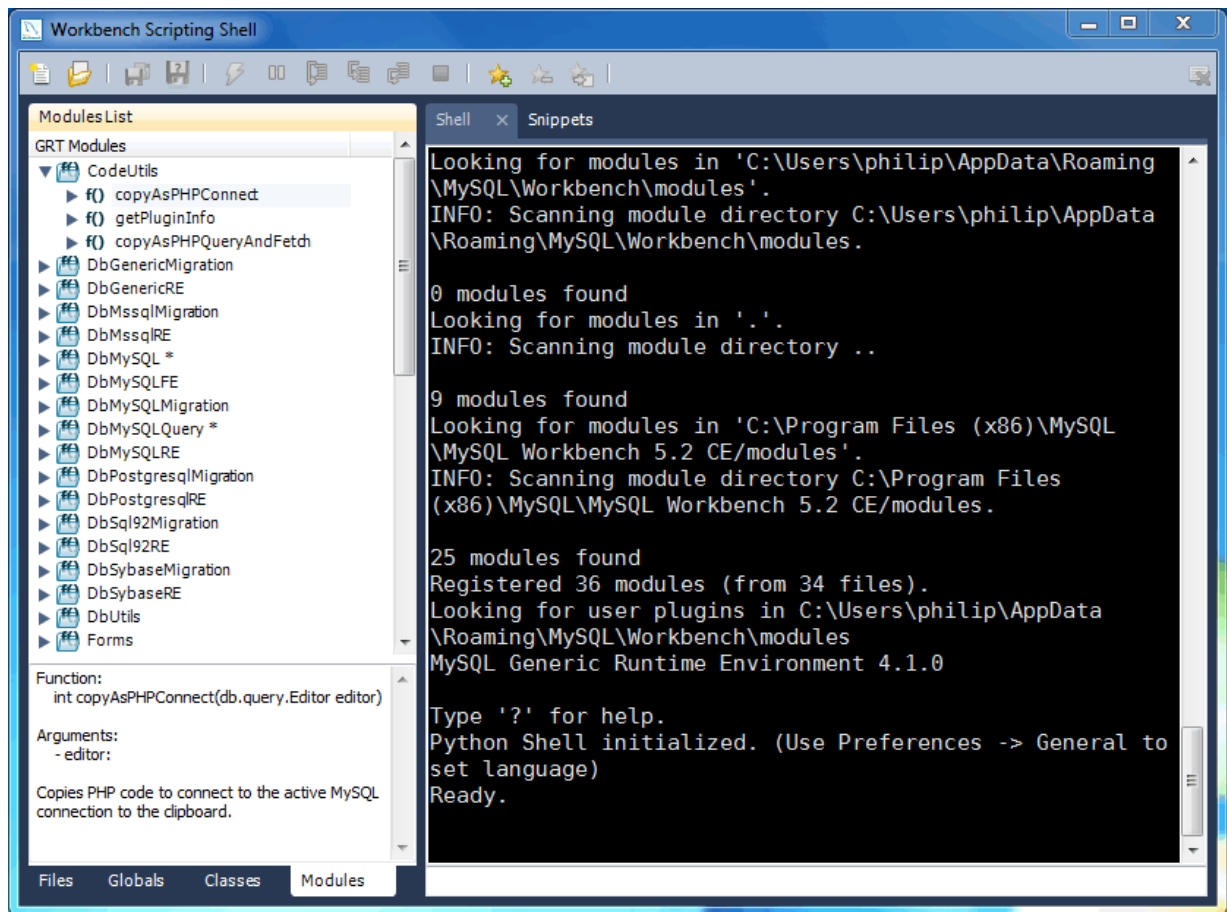 Workbench Scripting Shell
Modules List
GRT Modules
CodeUtils
f() copyAsPHPConnect
f() getPluginInfo
f() copyAsPHPQueryAndFetch
DbGenericMigration
DbGenericRE
DbMssqlMigration
DbMssqlRE
DbMySQL *
DbMySQLFE
DbMySQLMigration
DbMySQLQuery *
DbMySQLRE
DbPostgresqlMigration
DbPostgresqlRE
DbSql92Migration
DbSql92RE
DbSybaseMigration
DbSybaseRE
DbUtils
Forms
Function:
int copyAsPHPConnect(db.query.Editor editor)
Arguments:
- editor:
Copies PHP code to connect to the active MySQL
connection to the clipboard.
Files Globals Classes Modules
Shell Snippets
Looking for modules in 'C:\Users\philip\AppData\Roaming
\MySQL\Workbench\modules'.
INFO: Scanning module directory C:\Users\philip\AppData
\Roaming\MySQL\Workbench\modules.
0 modules found
Looking for modules in '.'.
INFO: Scanning module directory ..
9 modules found
Looking for modules in 'C:\Program Files (x86)\MySQL
\MySQL Workbench 5.2 CE/modules'.
INFO: Scanning module directory C:\Program Files
(x86)\MySQL\MySQL Workbench 5.2 CE/modules.
25 modules found
Registered 36 modules (from 34 files).
Looking for user plugins in C:\Users\philip\AppData
\Roaming\MySQL\Workbench\modules
MySQL Generic Runtime Environment 4.1.0
Type '?' for help.
Python Shell initialized. (Use Preferences -> General to
set language)
Ready.